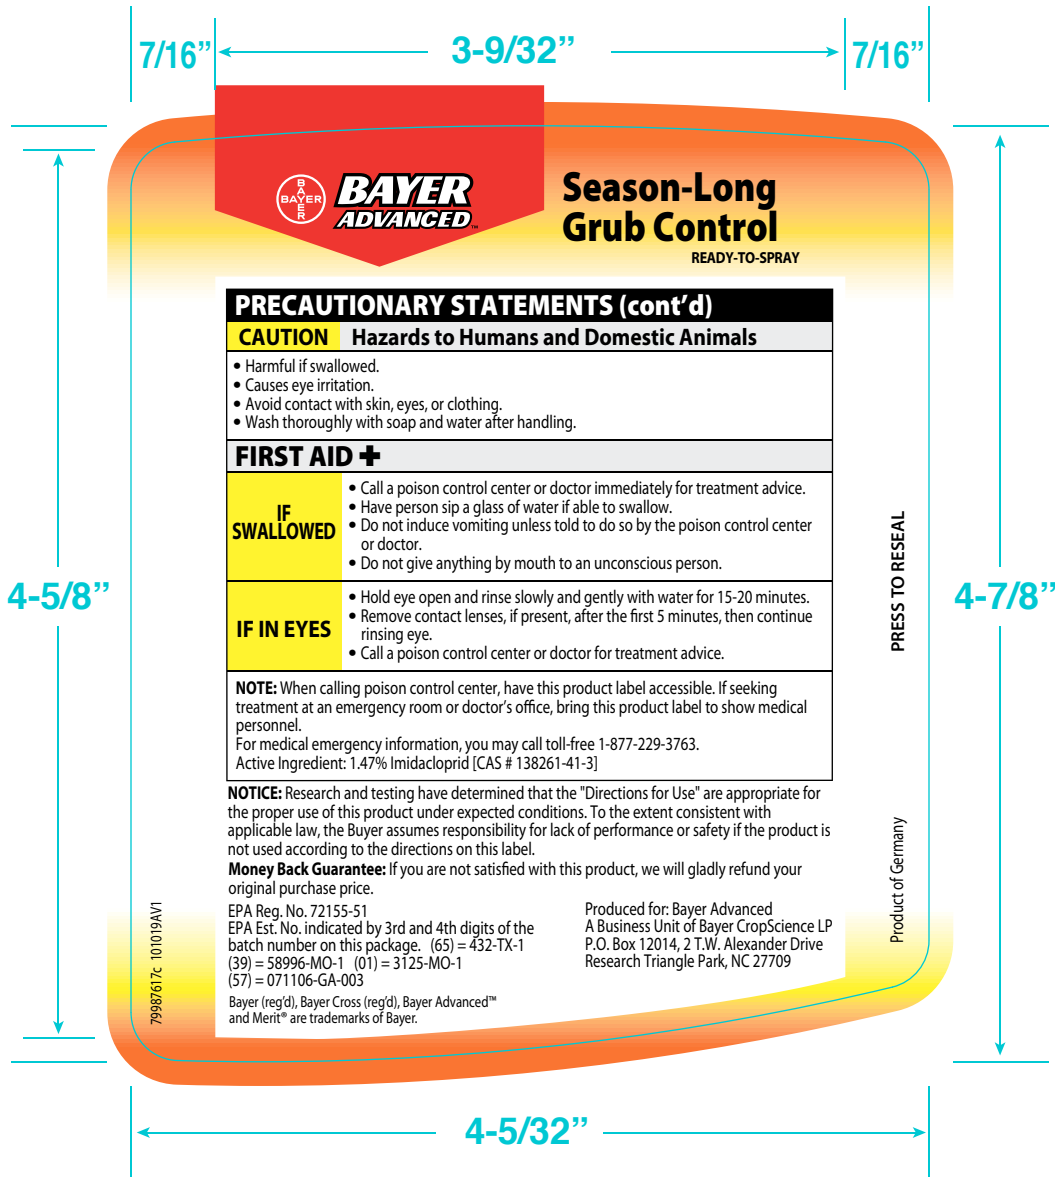 7/16”
3-9/32”
7/16”
BAYER
BAYER
BAYER
ADVANCED™
Season-Long
Grub Control
READY-TO-SPRAY
PRECAUTIONARY STATEMENTS (cont’d)
CAUTION Hazards to Humans and Domestic Animals
• Harmful if swallowed.
• Causes eye irritation.
• Avoid contact with skin, eyes, or clothing.
• Wash thoroughly with soap and water after handling.
FIRST AID ✚
IF
SWALLOWED
• Call a poison control center or doctor immediately for treatment advice.
• Have person sip a glass of water if able to swallow.
• Do not induce vomiting unless told to do so by the poison control center
or doctor.
• Do not give anything by mouth to an unconscious person.
IF IN EYES
• Hold eye open and rinse slowly and gently with water for 15-20 minutes.
• Remove contact lenses, if present, after the first 5 minutes, then continue
rinsing eye.
• Call a poison control center or doctor for treatment advice.
NOTE: When calling poison control center, have this product label accessible. If seeking
treatment at an emergency room or doctor’s office, bring this product label to show medical
personnel.
For medical emergency information, you may call toll-free 1-877-229-3763.
Active Ingredient: 1.47% Imidacloprid [CAS # 138261-41-3]
NOTICE: Research and testing have determined that the "Directions for Use" are appropriate for
the proper use of this product under expected conditions. To the extent consistent with
applicable law, the Buyer assumes responsibility for lack of performance or safety if the product is
not used according to the directions on this label.
Money Back Guarantee: If you are not satisfied with this product, we will gladly refund your
original purchase price.
EPA Reg. No. 72155-51
EPA Est. No. indicated by 3rd and 4th digits of the
batch number on this package. (65) = 432-TX-1
(39) = 58996-MO-1 (01) = 3125-MO-1
(57) = 071106-GA-003
Bayer (reg’d), Bayer Cross (reg’d), Bayer Advanced™
and Merit® are trademarks of Bayer.
Produced for: Bayer Advanced
A Business Unit of Bayer CropScience LP
P.O. Box 12014, 2 T.W. Alexander Drive
Research Triangle Park, NC 27709
79987617c 101019AV1
PRESS TO RESEAL
Product of Germany
4-5/8”
4-7/8”
4-5/32”